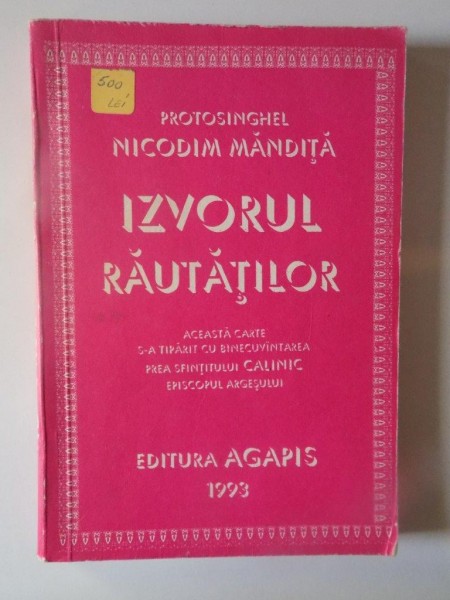 500
LEI
PROTOSINGHEL
NICODIM MĂNDIȚĂ
IZVORUL
RĂUTĂȚILOR
ACEASTĂ CARTE
S-A TIPĂRIT CU BINECUVÎNTAREA
PREA SFINȚITULUI CALINIC
EPISCOPUL ARGEȘULUI
EDITURA AGAPIS
1993